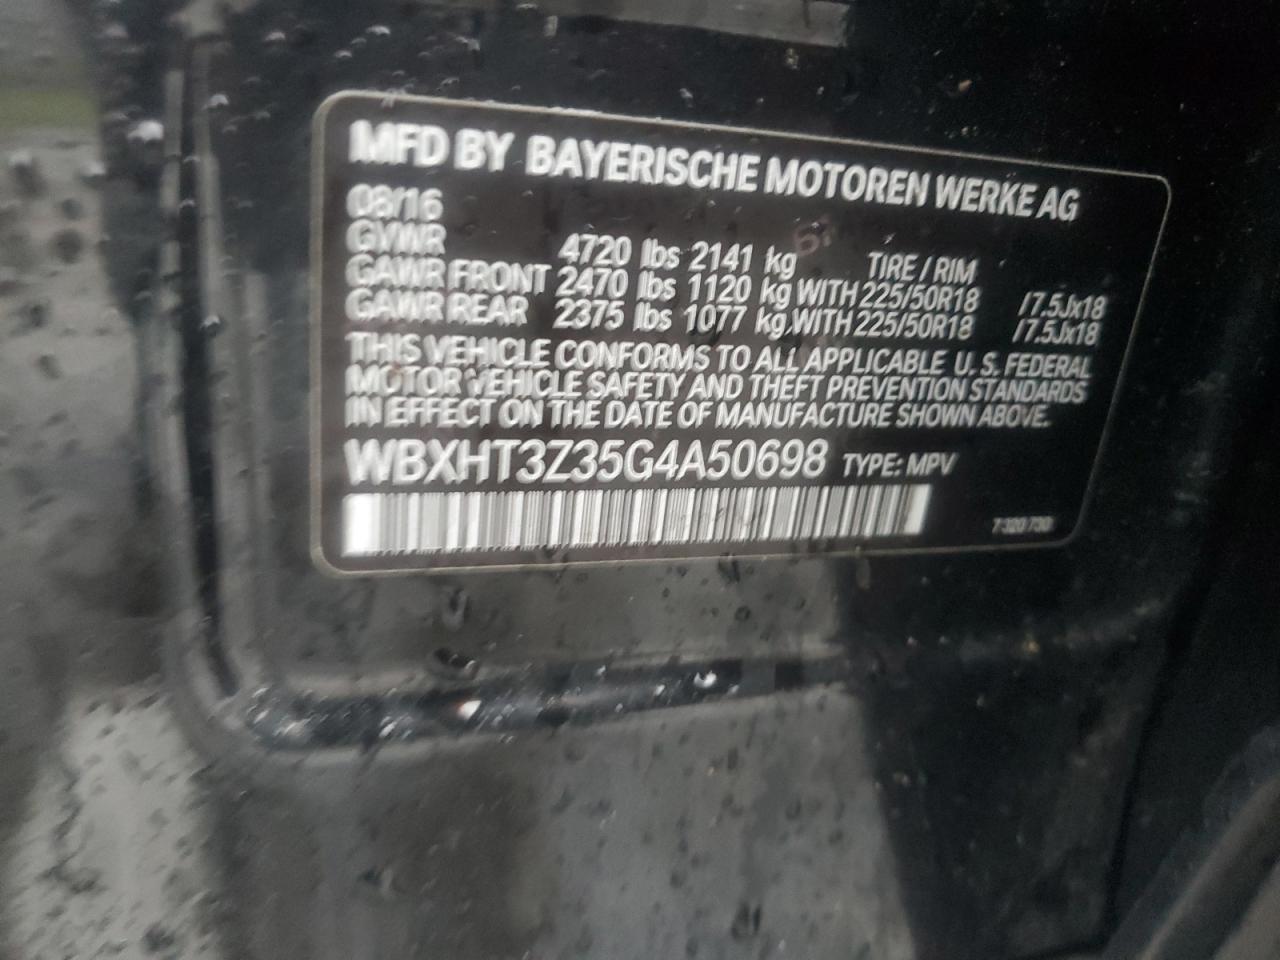 MFD BY BAYERISCHE MOTOREN WERKE AG
08/16
GVWR 4720 lbs 2141 kg TIRE / RIM
GAWR FRONT 2470 lbs 1120 kg WITH 225/50R18 /7.5Jx18
GAWR REAR 2375 lbs 1077 kg WITH 225/50R18 /7.5Jx18
THIS VEHICLE CONFORMS TO ALL APPLICABLE U.S. FEDERAL
MOTOR VEHICLE SAFETY AND THEFT PREVENTION STANDARDS
IN EFFECT ON THE DATE OF MANUFACTURE SHOWN ABOVE.
WBXHT3Z35G4A50698 TYPE: MPV
7 320 730